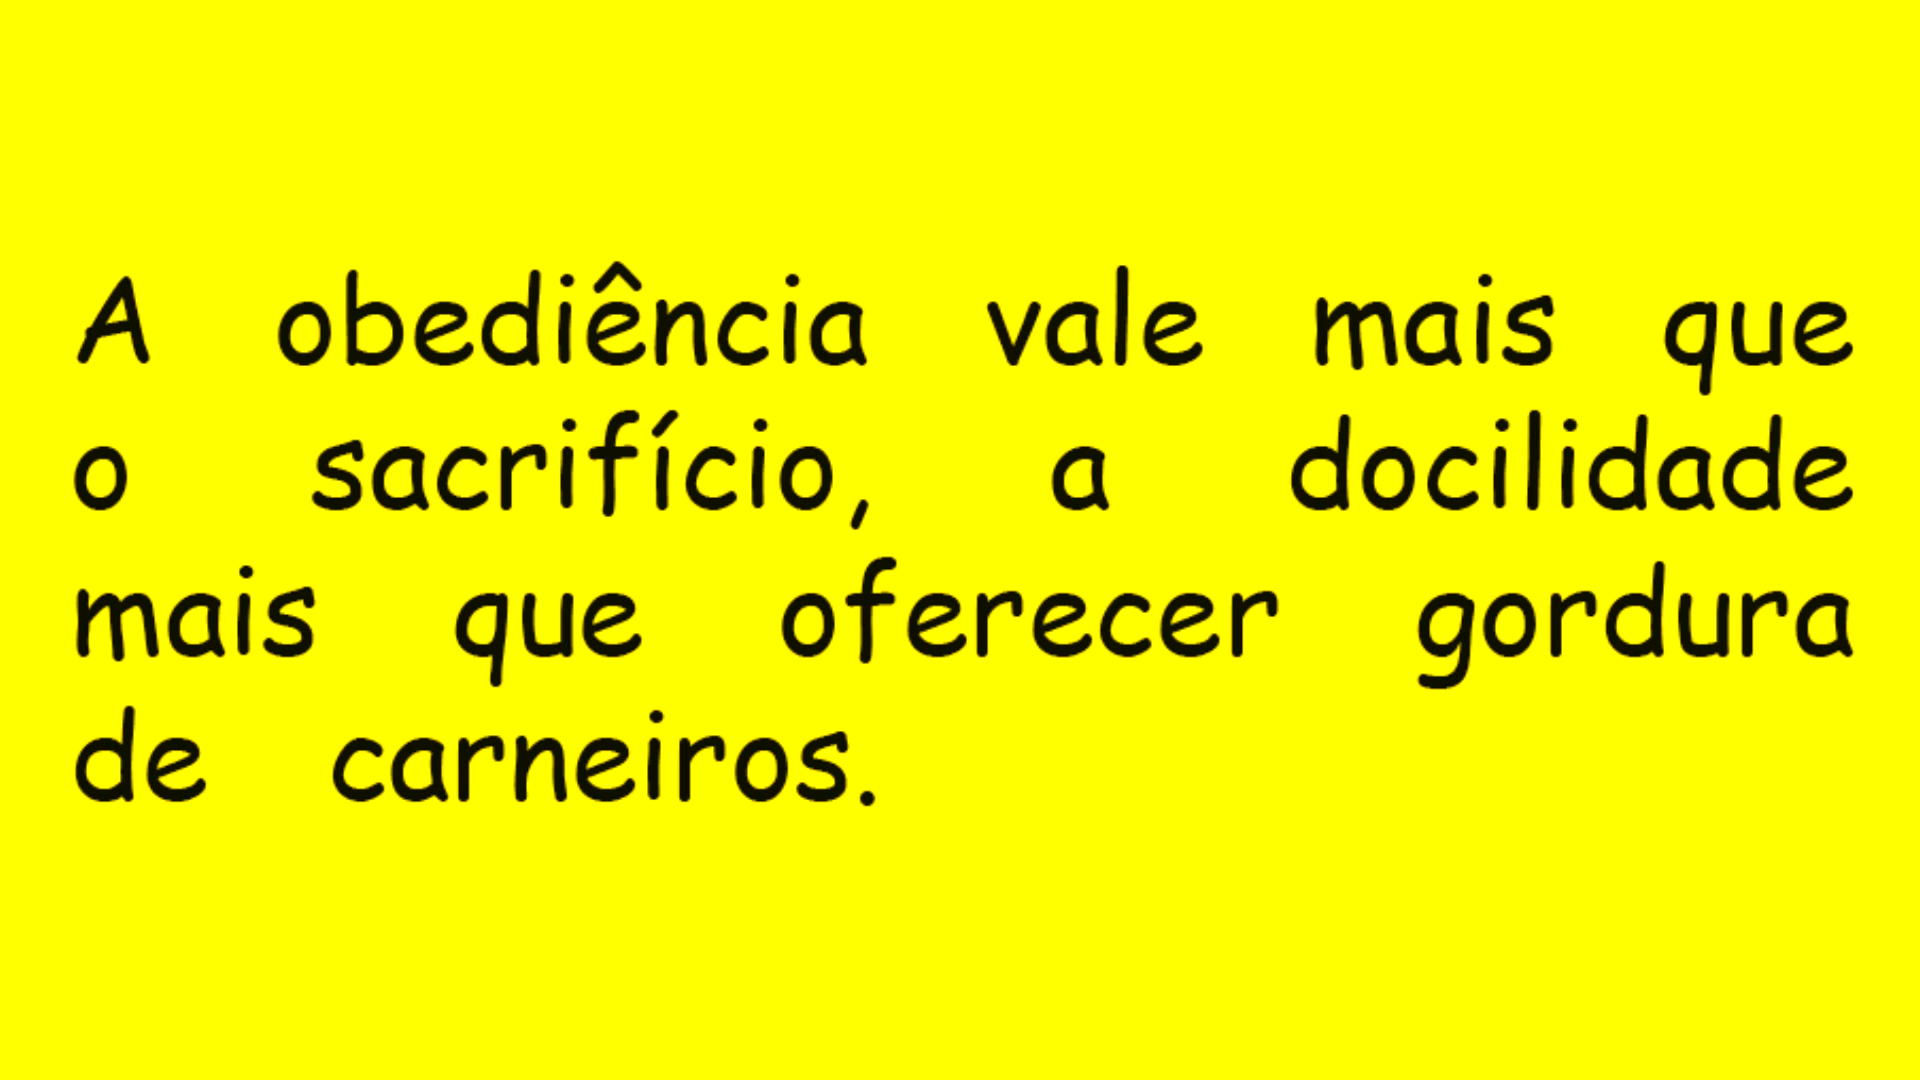 A obediência vale mais que
o sacrifício, a docilidade
mais que oferecer gordura
de carneiros.